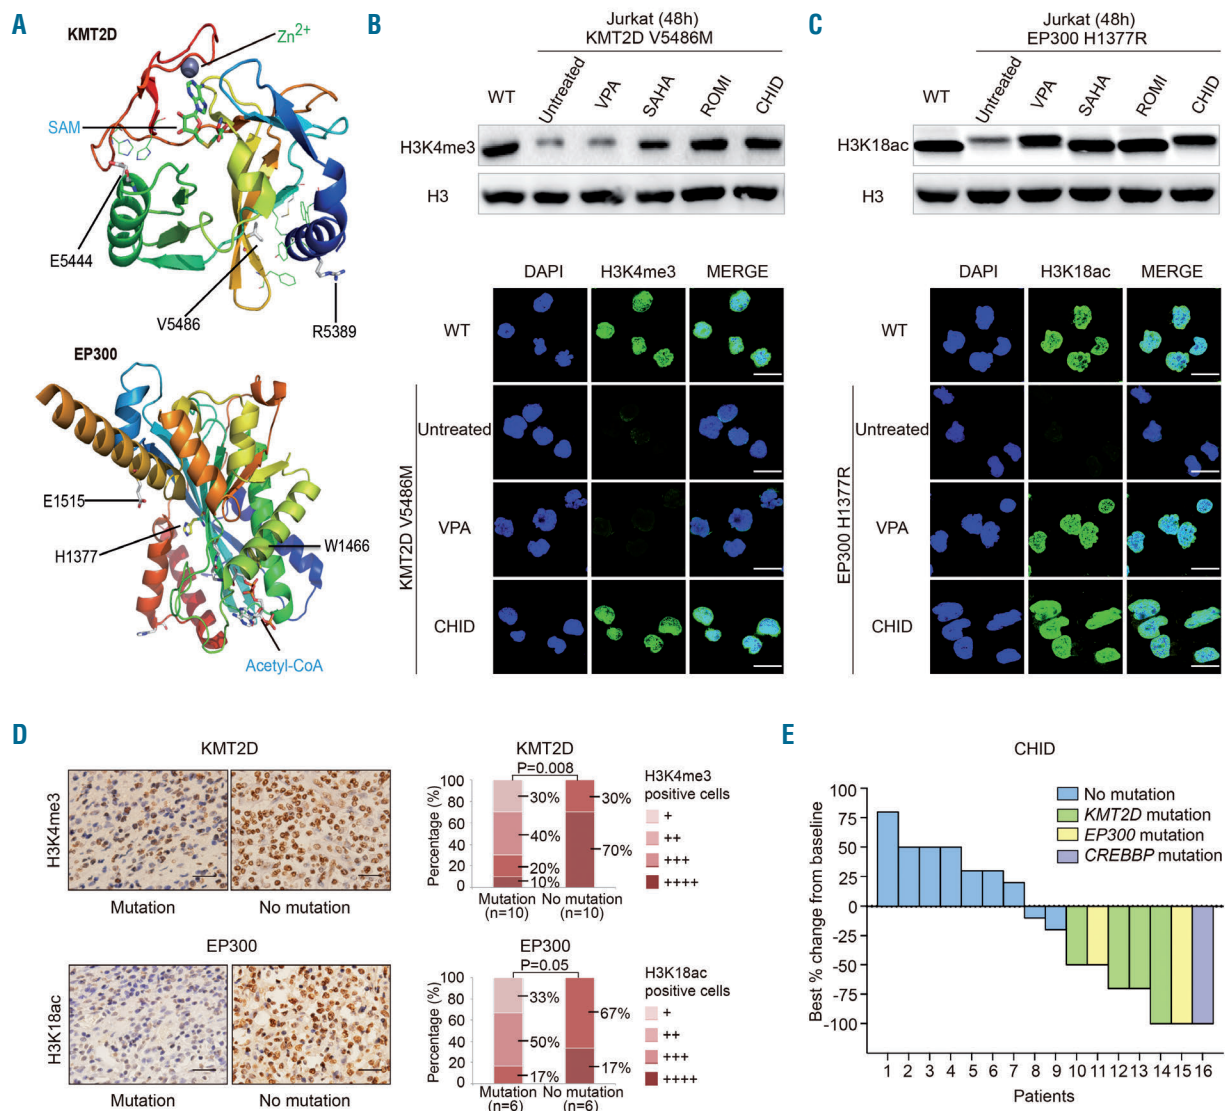 A
KMT2D
Zn2+
SAM
E5444
V5486
R5389
EP300
E1515
H1377
W1466
Acetyl-CoA
B
Jurkat (48h)
KMT2D V5486M
WT
Untreated
VPA
SAHA
ROMI
CHID
H3K4me3
H3
DAPI H3K4me3 MERGE
WT
Untreated
VPA
CHID
KMT2D V5486M
C
Jurkat (48h)
EP300 H1377R
WT
Untreated
VPA
SAHA
ROMI
CHID
H3K18ac
H3
DAPI H3K18ac MERGE
WT
Untreated
VPA
CHID
EP300 H1377R
D
KMT2D
H3K4me3
Mutation No mutation
EP300
H3K18ac
Mutation No mutation
KMT2D
P=0.008
Percentage (%)
100
80
60
40
20
0
30%
40%
20%
10%
30%
70%
Mutation No mutation
(n=10) (n=10)
H3K4me3
positive cells
+
++
+++
++++
EP300
P=0.05
Percentage (%)
100
80
60
40
20
0
33%
50%
17%
67%
17%
Mutation No mutation
(n=6) (n=6)
H3K18ac
positive cells
+
++
+++
++++
E
CHID
No mutation
KMT2D mutation
EP300 mutation
CREBBP mutation
Best % change from baseline
100
75
50
25
0
-25
-50
-75
-100
1 2 3 4 5 6 7 8 9 10 11 12 13 14 15 16
Patients